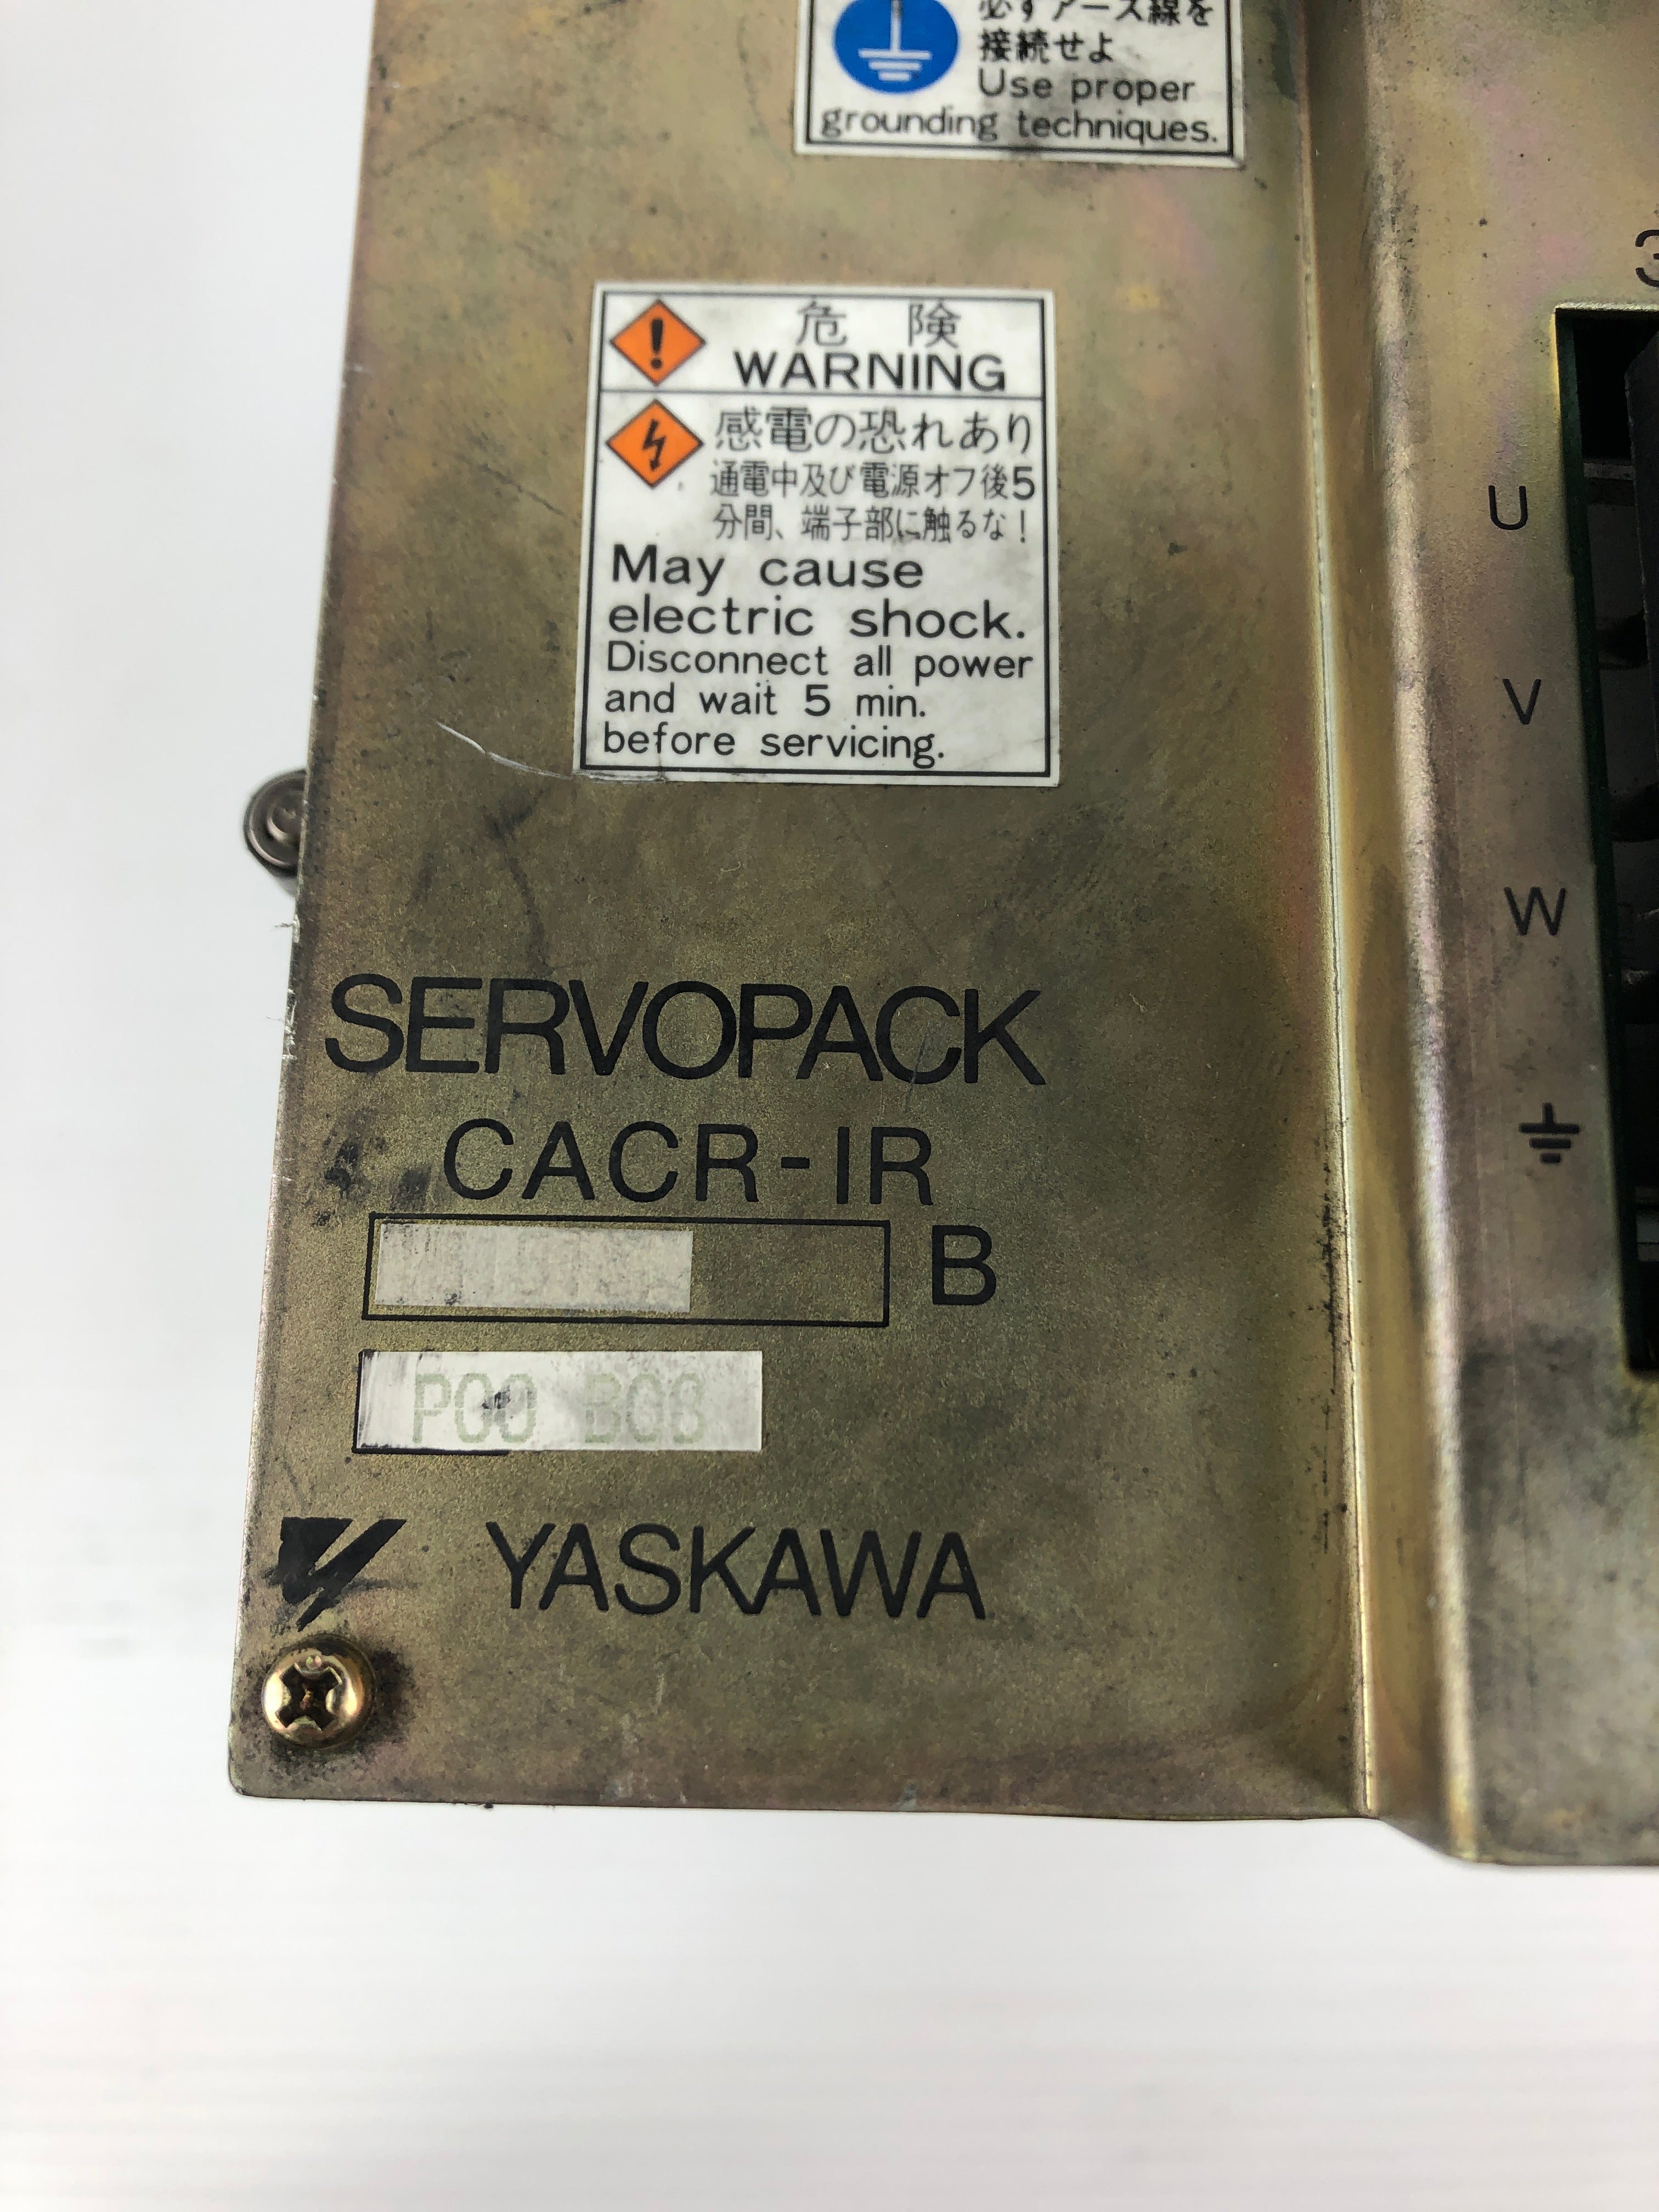 必ずアース線を
接続せよ
Use proper
grounding techniques.
危 険
WARNING
感電の恐れあり
通電中及び電源オフ後5
分間、端子部に触るな!
May cause
electric shock.
Disconnect all power
and wait 5 min.
before servicing.
3
U
V
W
SERVOPACK
CACR-IR
B
P00
YASKAWA